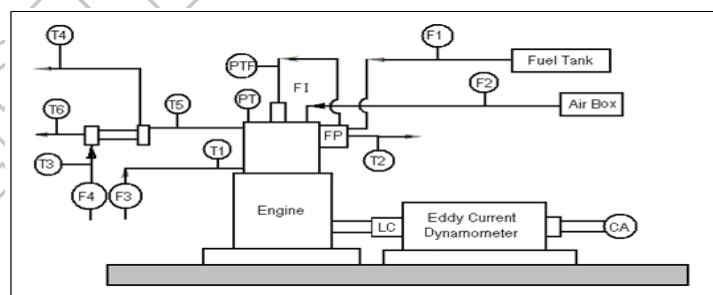 T4
F1
Fuel Tank
PTF
FI
F2
T6
T5
PT
Air Box
FP
T1
T2
T3
F4
F3
Engine
LC
Eddy Current
Dynamometer
CA